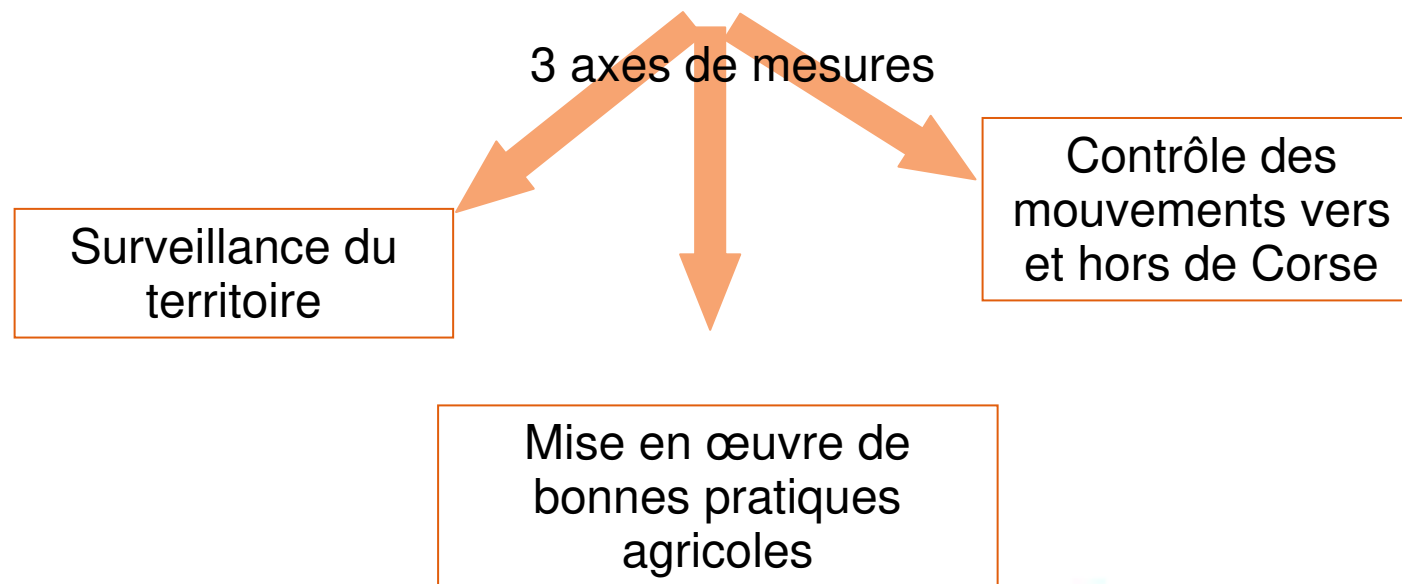 3 axes de mesures
Surveillance du
territoire
Mise en œuvre de
bonnes pratiques
agricoles
Contrôle des
mouvements vers
et hors de Corse